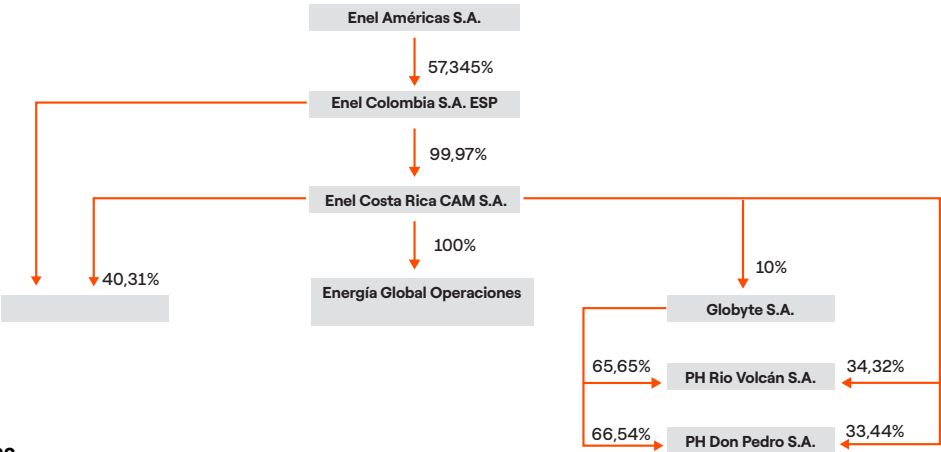 Enel Américas S.A.
57,345%
Enel Colombia S.A. ESP
99,97%
Enel Costa Rica CAM S.A.
100%
40,31%
10%
Energía Global Operaciones
Globyte S.A.
65,65%
34,32%
PH Rio Volcán S.A.
66,54%
33,44%
PH Don Pedro S.A.